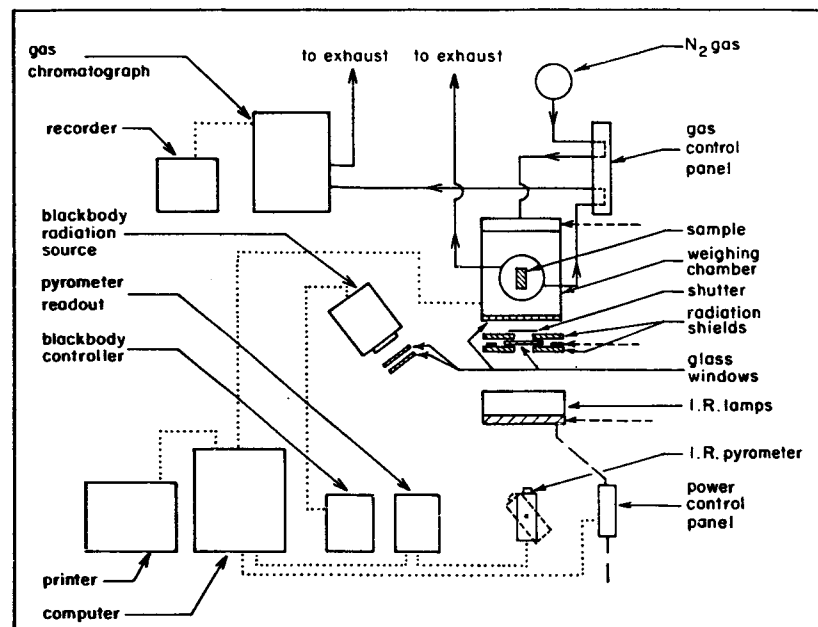 gas
chromatograph
to exhaust
to exhaust
N2 gas
recorder
gas
control
panel
blackbody
radiation
source
sample
weighing
chamber
pyrometer
readout
shutter
radiation
shields
blackbody
controller
glass
windows
I.R. lamps
I.R. pyrometer
power
control
panel
printer
computer